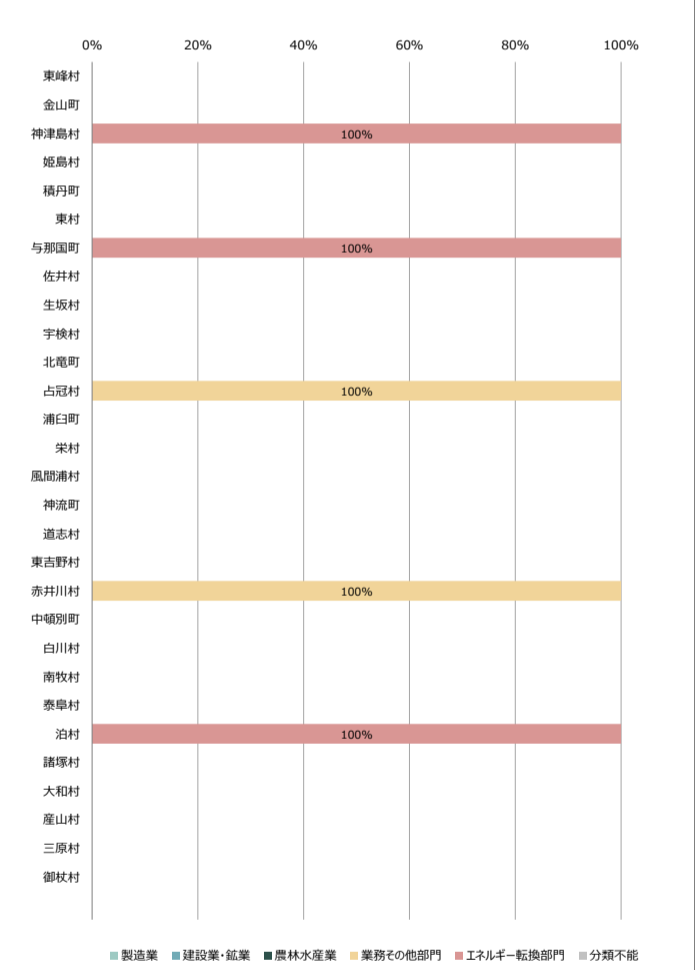 0% 20% 40% 60% 80% 100%
東峰村
金山町
神津島村 100%
姫島村
積丹町
東村
与那国町 100%
佐井村
生坂村
宇検村
北竜町
占冠村 100%
浦臼町
栄村
風間浦村
神流町
道志村
東吉野村
赤井川村 100%
中頓別町
白川村
南牧村
泰阜村
泊村 100%
諸塚村
大和村
産山村
三原村
御杖村
製造業 建設業・鉱業 農林水産業 業務その他部門 エネルギー転換部門 分類不能